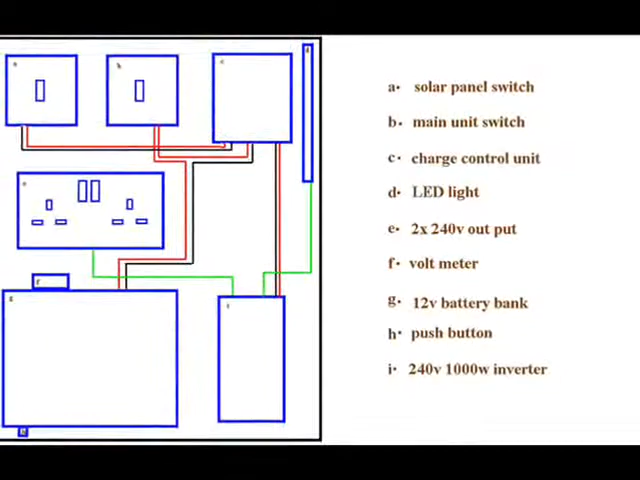 a· solar panel switch
b· main unit switch
c· charge control unit
d· LED light
e· 2x 240v out put
f· volt meter
g· 12v battery bank
h· push button
i· 240v 1000w inverter